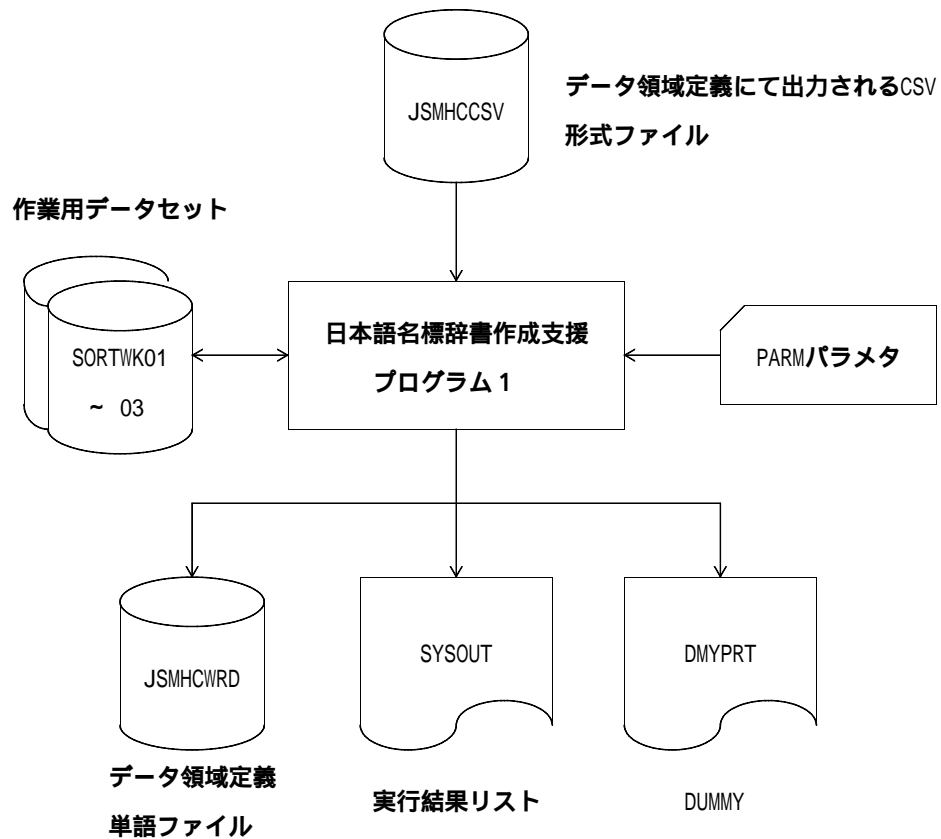 JSMHCCSV
データ領域定義にて出力されるCSV
形式ファイル
作業用データセット
SORTWK01
~ 03
日本語名標辞書作成支援
プログラム1
PARMパラメタ
JSMHCWRD
SYSOUT
DMYPRT
データ領域定義
単語ファイル
実行結果リスト
DUMMY